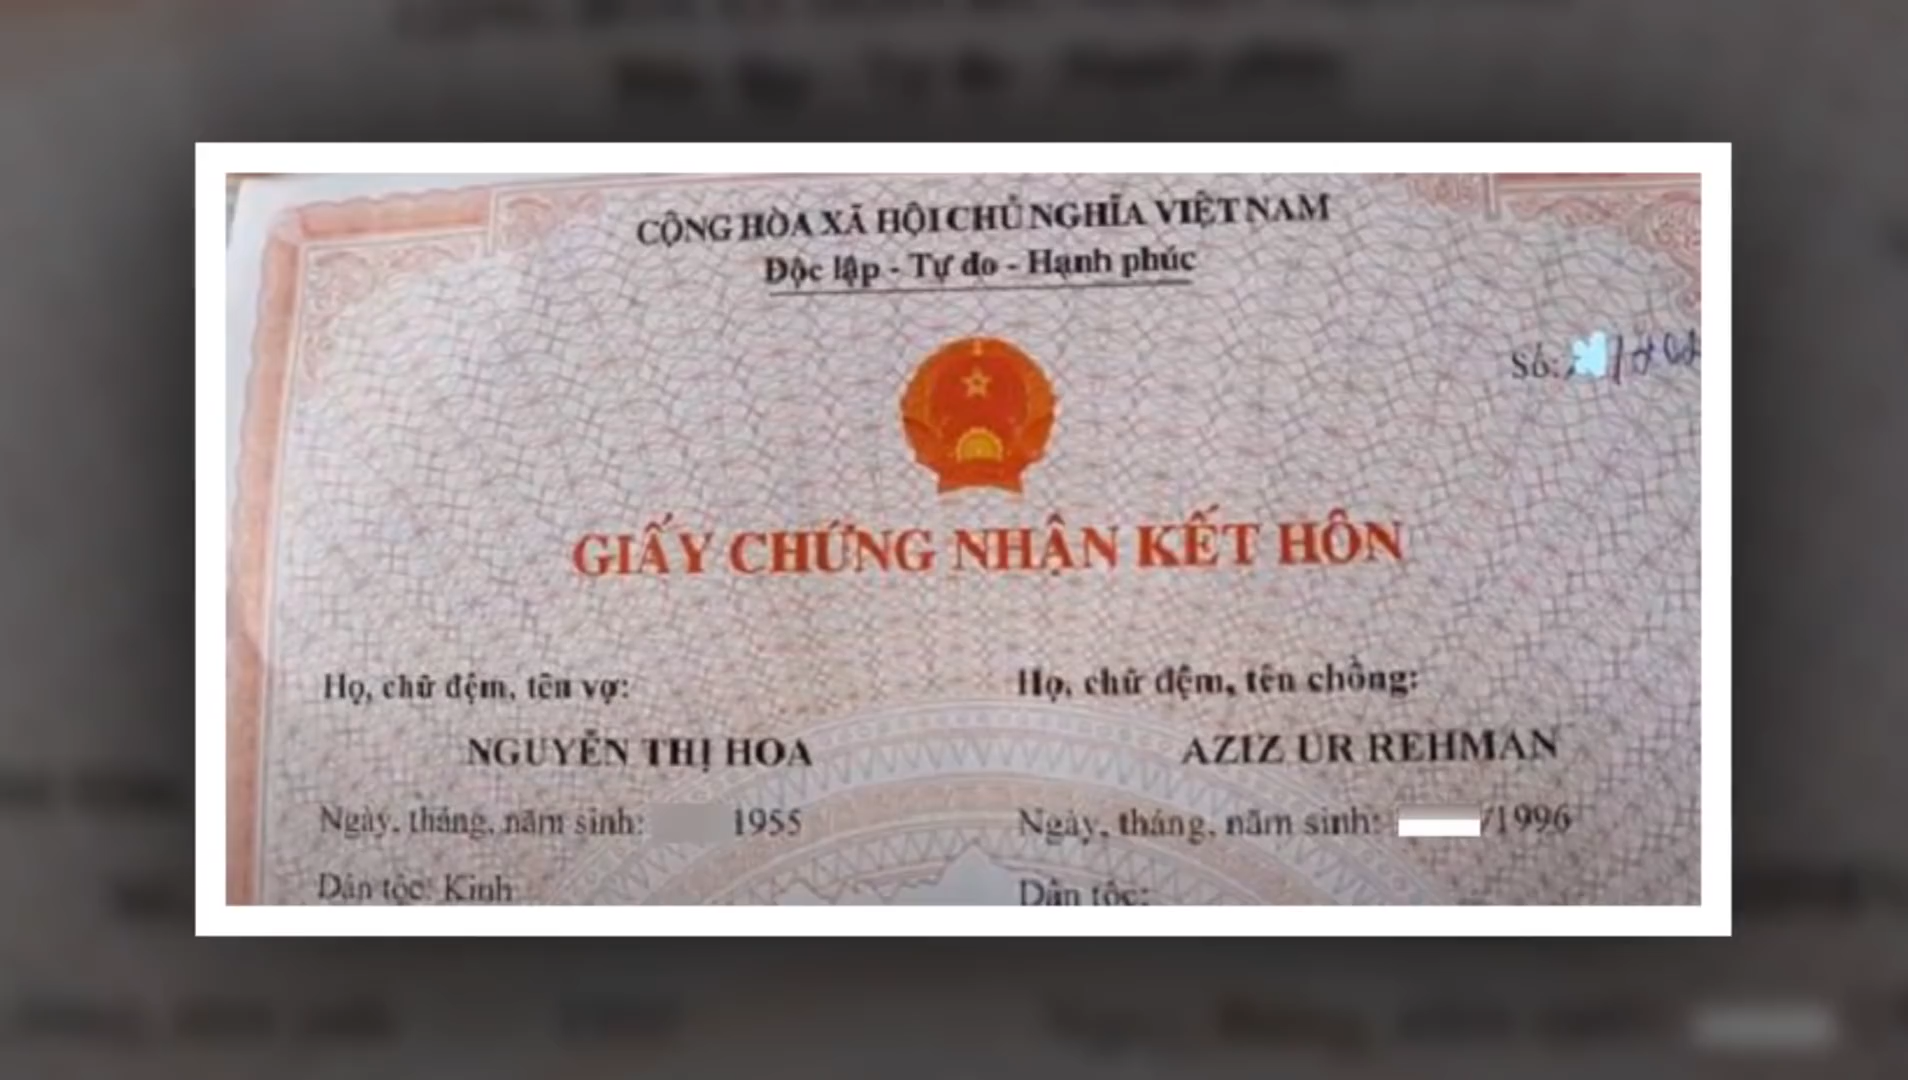 CỘNG HÒA XÃ HỘI CHỦ NGHĨA VIỆT NAM
Độc lập - Tự do - Hạnh phúc
Số:
GIẤY CHỨNG NHẬN KẾT HÔN
Họ, chữ đệm, tên vợ:
Họ, chữ đệm, tên chồng:
NGUYỄN THỊ HOA
AZIZ UR REHMAN
Ngày, tháng, năm sinh: 1955
Ngày, tháng, năm sinh: /1996
Dân tộc: Kinh
Dân tộc: